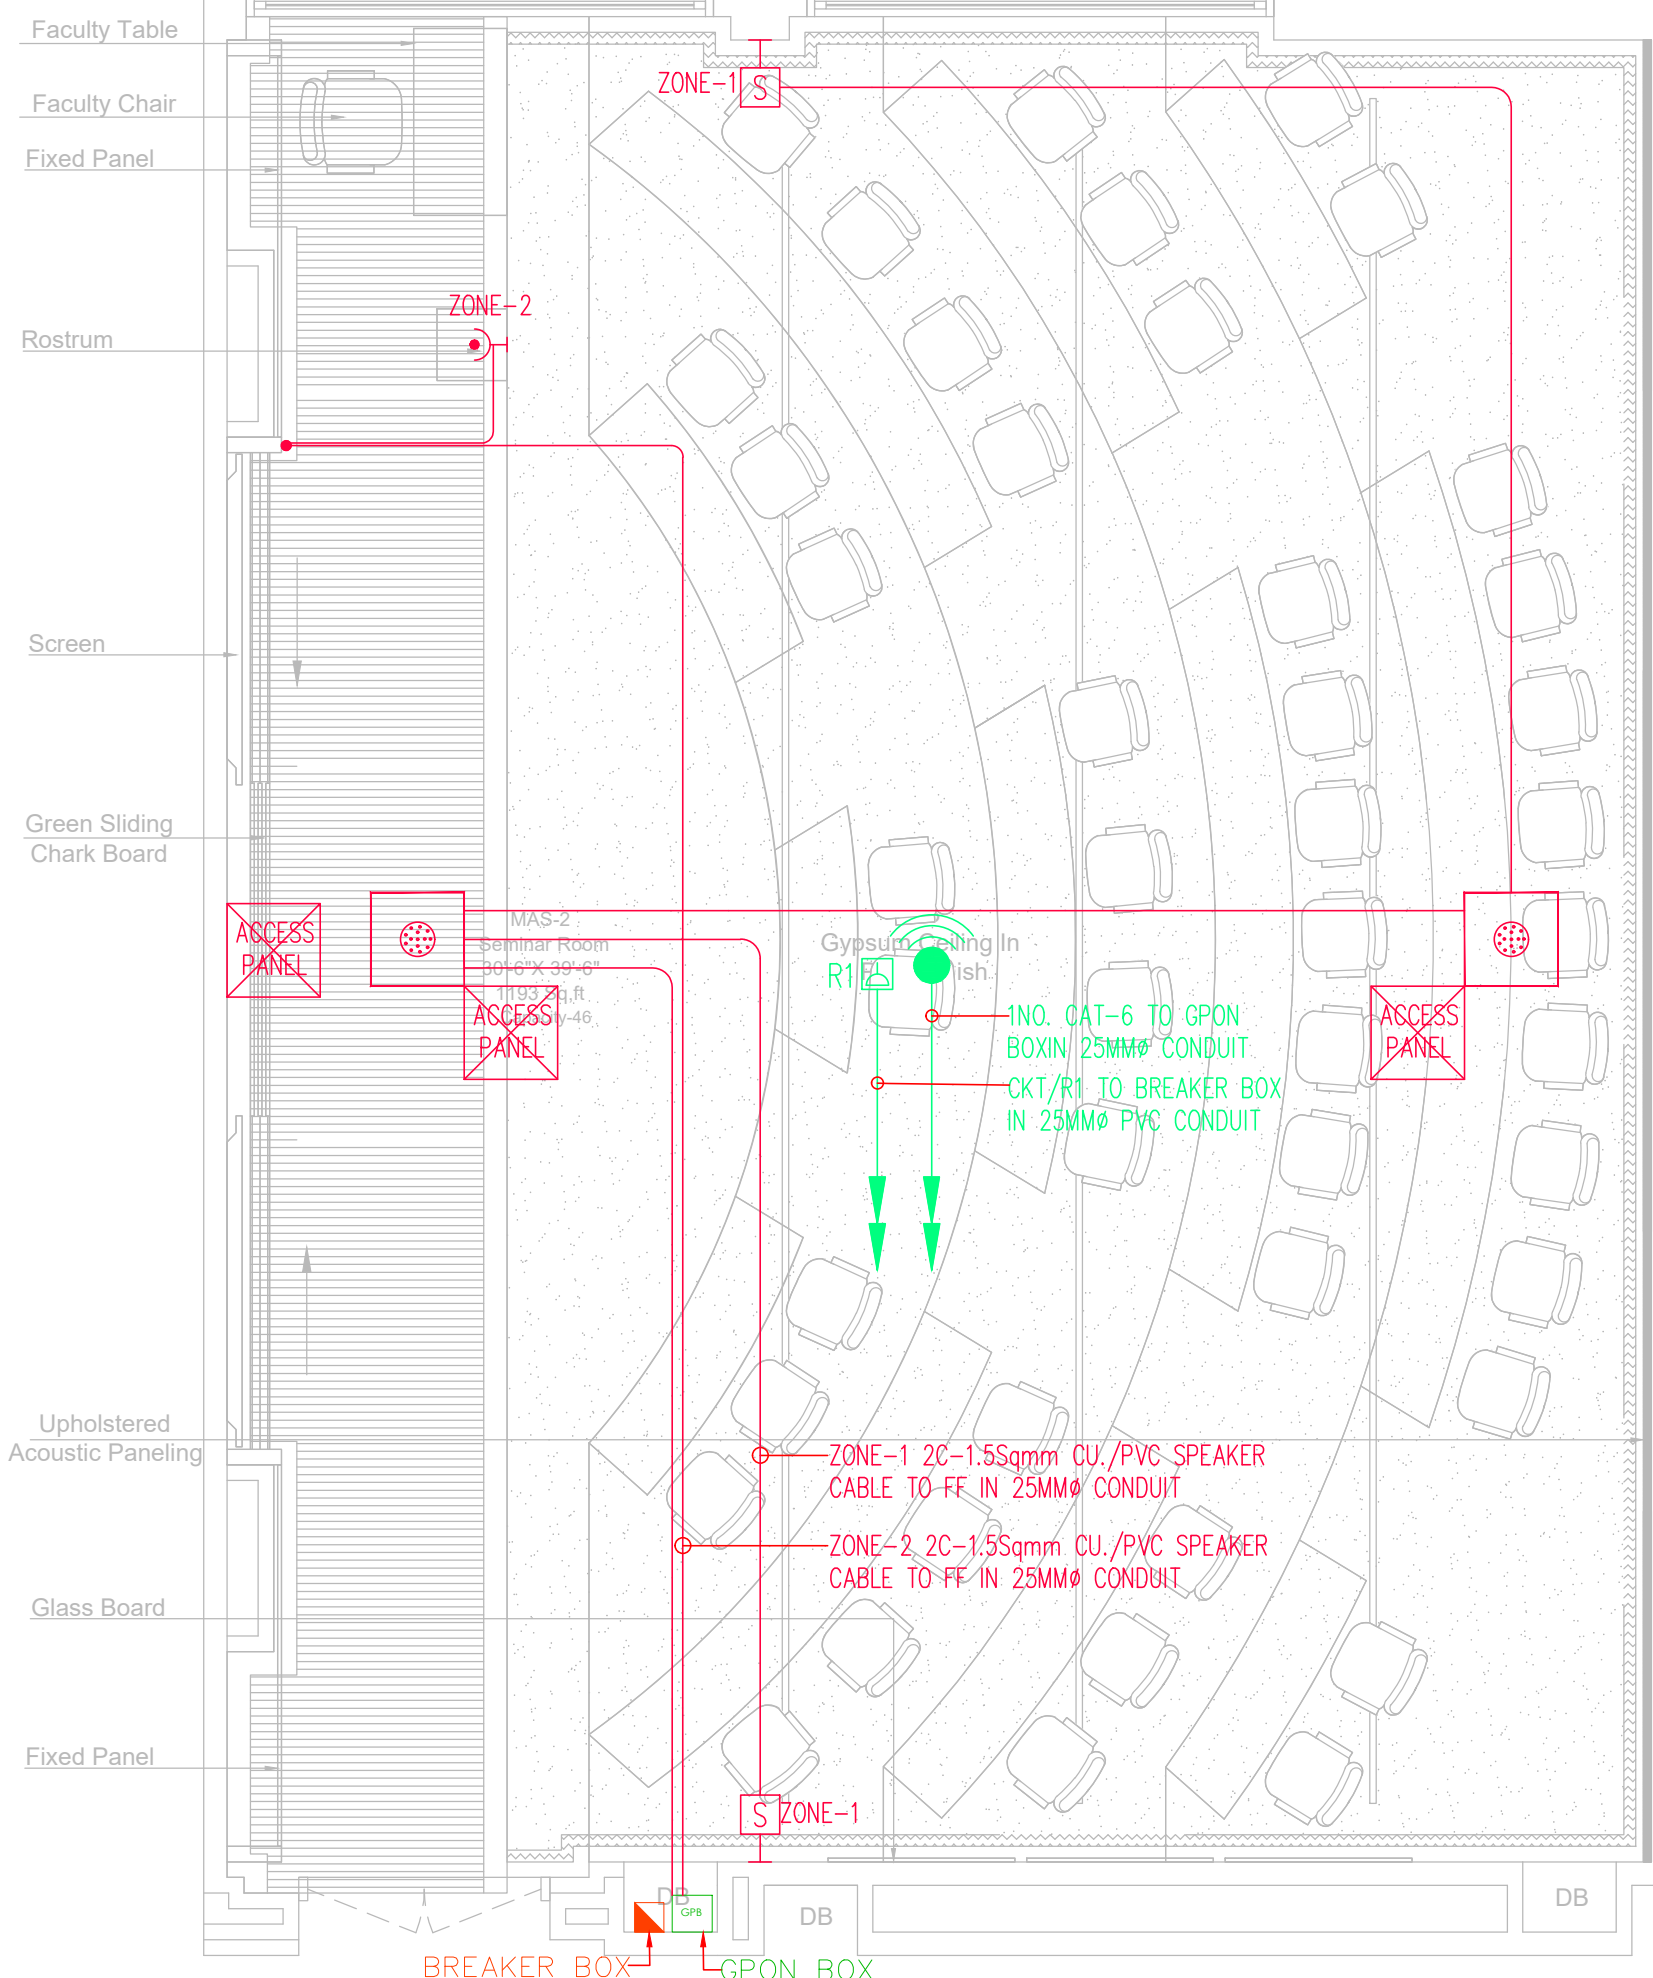 Faculty Table
Faculty Chair
Fixed Panel
Rostrum
Screen
Green Sliding
Chark Board
Upholstered
Acoustic Paneling
Glass Board
Fixed Panel
ZONE-1
S
ZONE-2
ACCESS
PANEL
MAS-2
Seminar Room
30'-6"X 39'-6"
1193 Sq,ft
Capacity-46
ACCESS
PANEL
Gypsum Ceiling In
R1
ACCESS
PANEL
1NO. CAT-6 TO GPON
BOXIN 25MMø CONDUIT
CKT/R1 TO BREAKER BOX
IN 25MMø PVC CONDUIT
ZONE-1 2C-1.5Sqmm CU./PVC SPEAKER
CABLE TO FF IN 25MMø CONDUIT
ZONE-2 2C-1.5Sqmm CU./PVC SPEAKER
CABLE TO FF IN 25MMø CONDUIT
S ZONE-1
DB
GPB
DB
DB
BREAKER BOX
GPON BOX